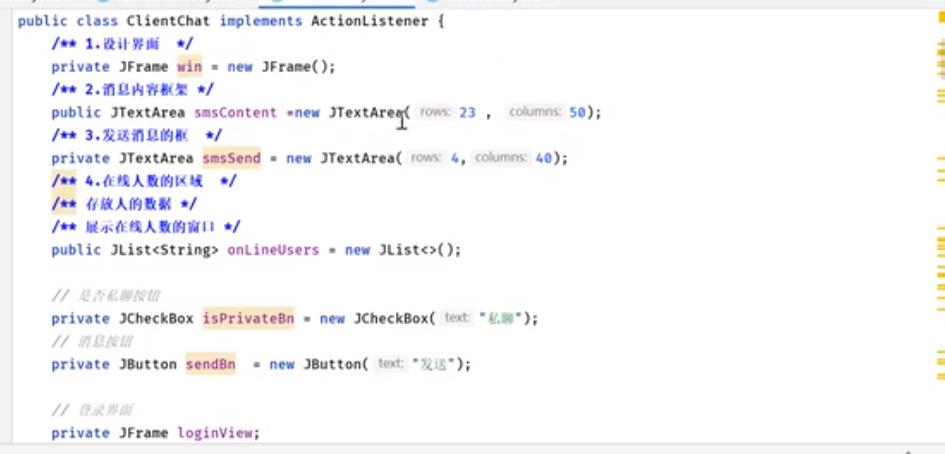 public class ClientChat implements ActionListener {
/** 1.设计界面  */
private JFrame win = new JFrame();
/** 2.消息内容框架 */
public JTextArea smsContent =new JTextArea( rows: 23 , columns: 50);
/** 3.发送消息的框  */
private JTextArea smsSend = new JTextArea( rows: 4, columns: 40);
/** 4.在线人数的区域  */
/** 存放人的数据 */
/** 展示在线人数的窗口 */
public JList<String> onLineUsers = new JList<>();
// 是否私聊按钮
private JCheckBox isPrivateBn = new JCheckBox( text: "私聊");
// 消息按钮
private JButton sendBn  = new JButton( text: "发送");
// 登录界面
private JFrame loginView;